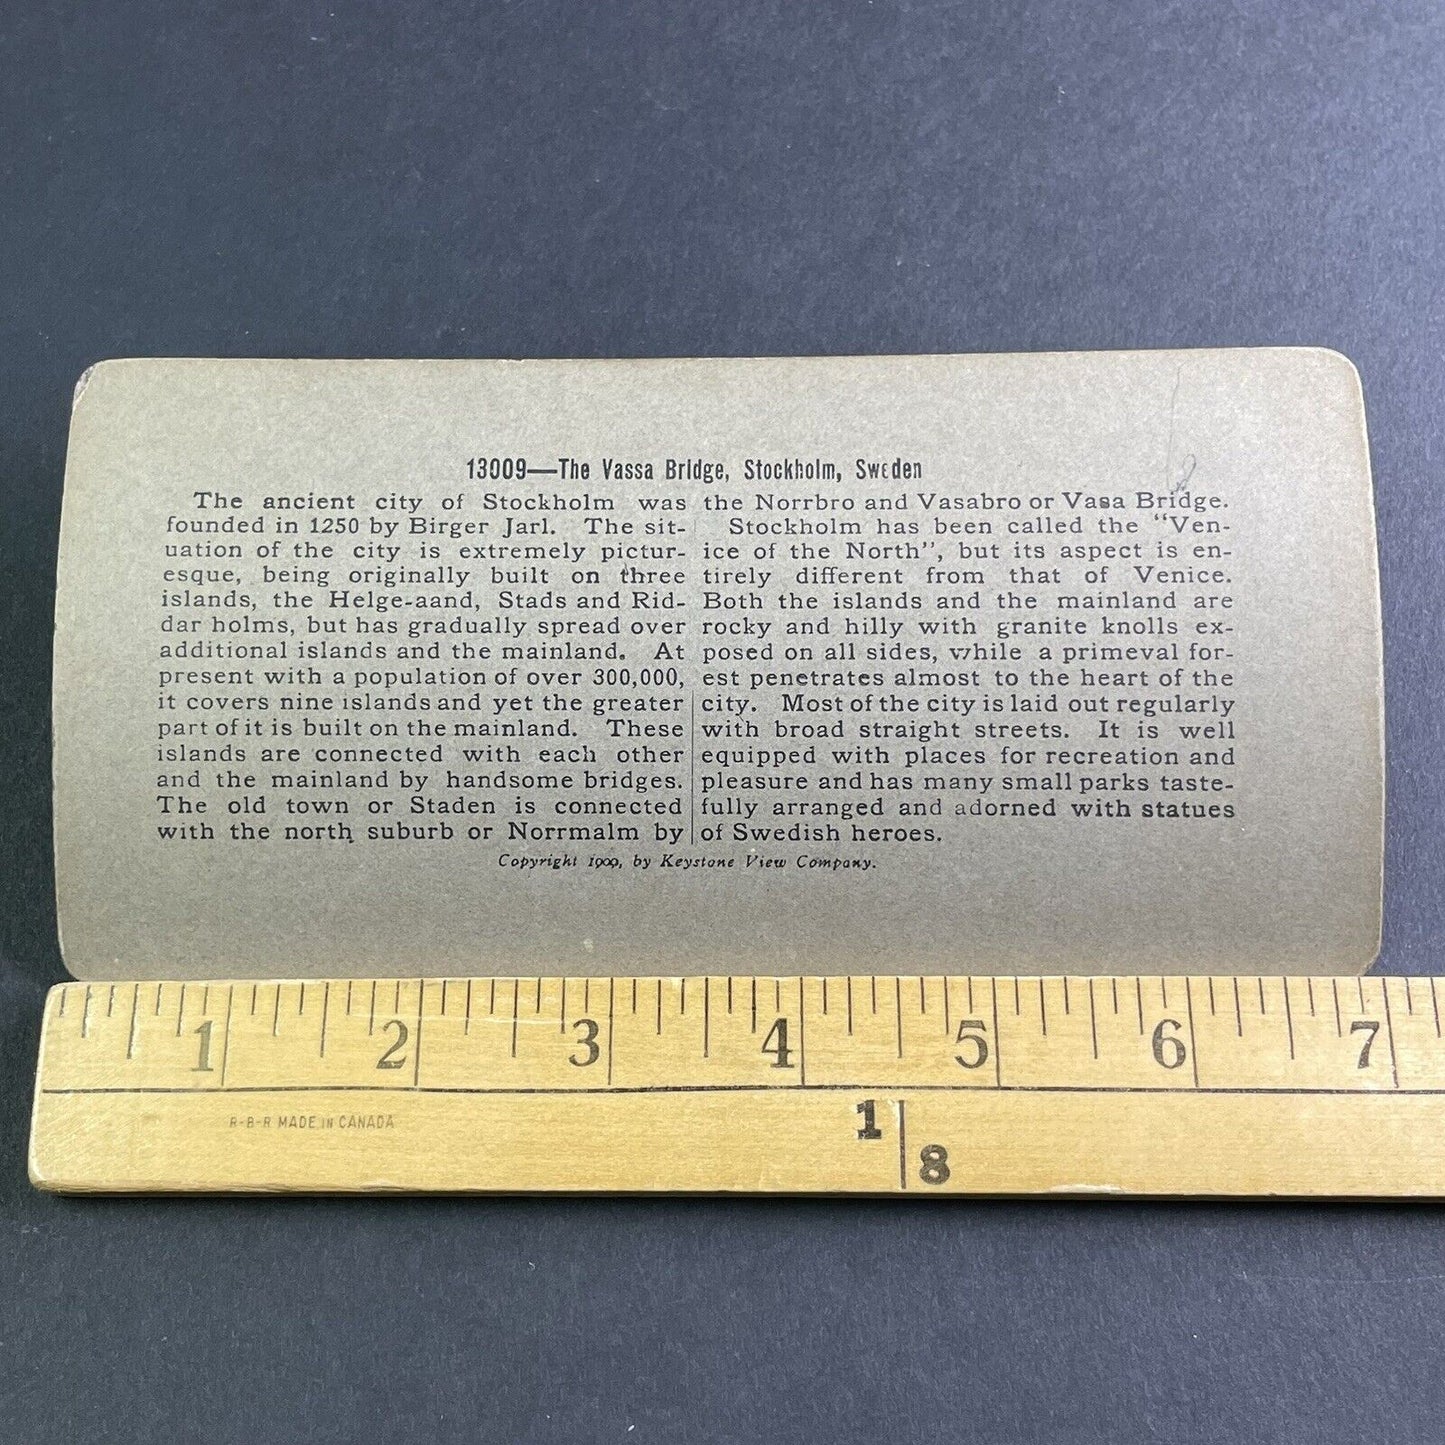 13009—The Vassa Bridge, Stockholm, Sweden
The ancient city of Stockholm was
founded in 1250 by Birger Jarl. The sit-
uation of the city is extremely pictur-
esque, being originally built on three
islands, the Helge-aand, Stads and Rid-
dar holms, but has gradually spread over
additional islands and the mainland. At
present with a population of over 300,000,
it covers nine islands and yet the greater
part of it is built on the mainland. These
islands are connected with each other
and the mainland by handsome bridges.
The old town or Staden is connected
with the north suburb or Norrmalm by
the Norrbro and Vasabro or Vasa Bridge.
Stockholm has been called the "Ven-
ice of the North", but its aspect is en-
tirely different from that of Venice.
Both the islands and the mainland are
rocky and hilly with granite knolls ex-
posed on all sides, while a primeval for-
est penetrates almost to the heart of the
city. Most of the city is laid out regularly
with broad straight streets. It is well
equipped with places for recreation and
pleasure and has many small parks taste-
fully arranged and adorned with statues
of Swedish heroes.
Copyright 1909, by Keystone View Company.
1 2 3 4 5 6 7
R-B-R MADE IN CANADA
1 8